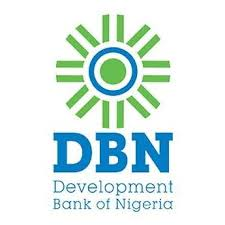 DBN
Development
Bank of Nigeria